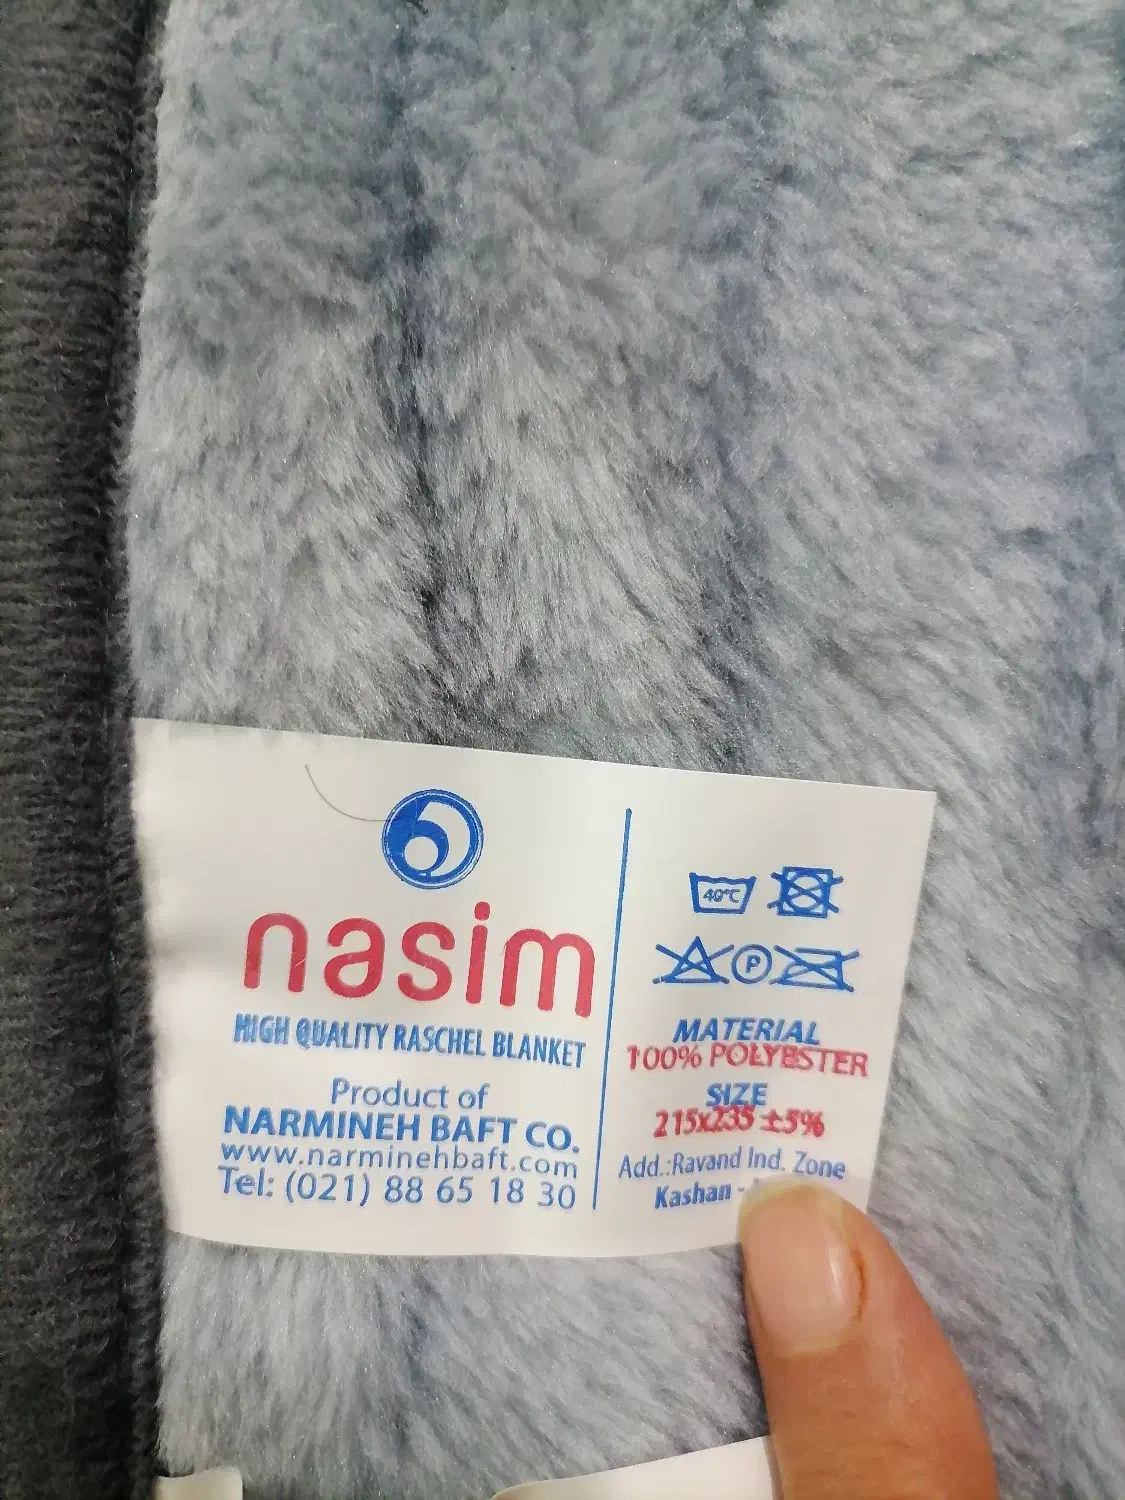 nasim
HIGH QUALITY RASCHEL BLANKET
Product of
NARMINEH BAFT CO.
www.narminehbaft.com
Tel: (021) 88 65 18 30
40°C
P
MATERIAL
100% POLYESTER
SIZE
215x235 ±5%
Add.:Ravand Ind. Zone
Kashan -